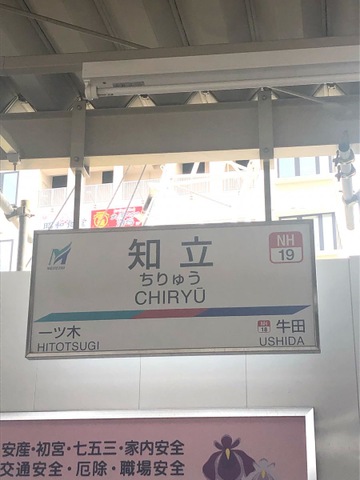 知立
ちりゅう
CHIRYŪ
NH
19
一ツ木
HITOTSUGI
NH
18
牛田
USHIDA
安産・初宮・七五三・家内安全
交通安全・厄除・職場安全